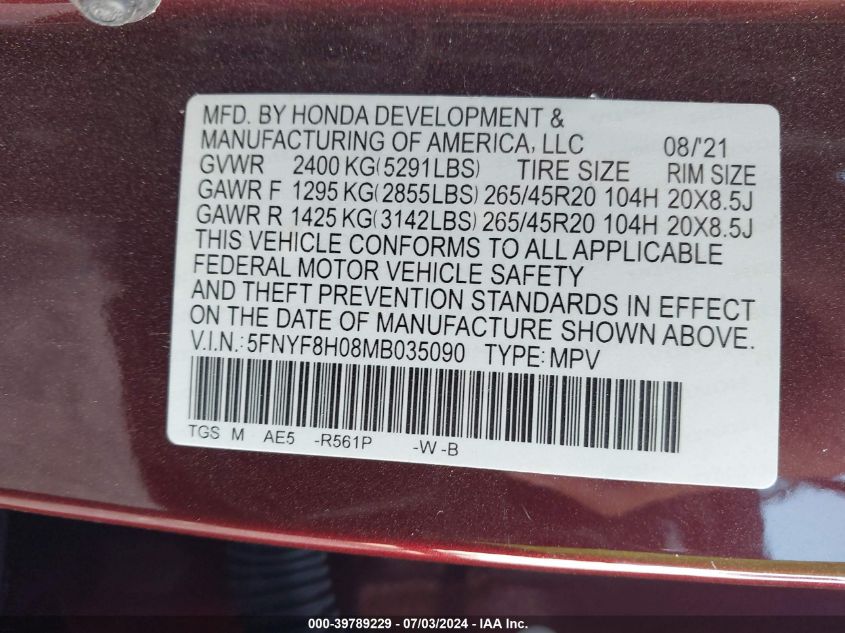 MFD. BY HONDA DEVELOPMENT &
MANUFACTURING OF AMERICA, LLC 08/'21
GVWR 2400 KG(5291LBS) TIRE SIZE RIM SIZE
GAWR F 1295 KG(2855LBS) 265/45R20 104H 20X8.5J
GAWR R 1425 KG(3142LBS) 265/45R20 104H 20X8.5J
THIS VEHICLE CONFORMS TO ALL APPLICABLE
FEDERAL MOTOR VEHICLE SAFETY
AND THEFT PREVENTION STANDARDS IN EFFECT
ON THE DATE OF MANUFACTURE SHOWN ABOVE.
V.I.N.:5FNYF8H08MB035090 TYPE:MPV
TGS M AE5 -R561P -W -B
000-39789229 - 07/03/2024 - IAA